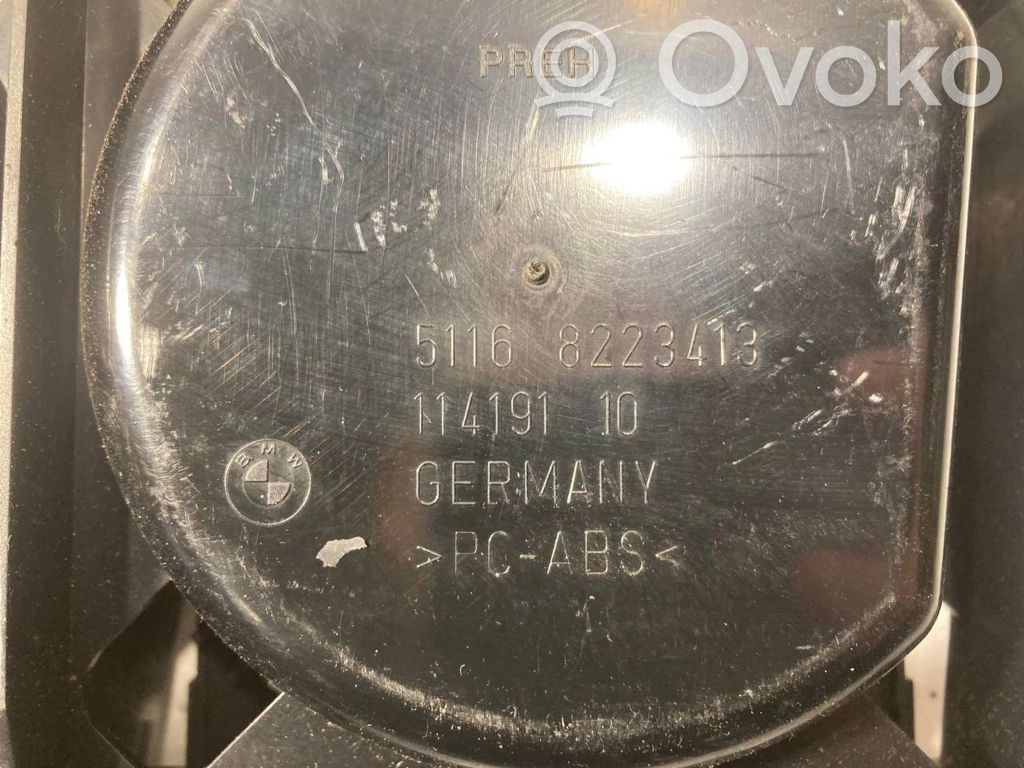 PREH
Ovoko
5116 8223413
114191 10
BMW
GERMANY
>PC-ABS<